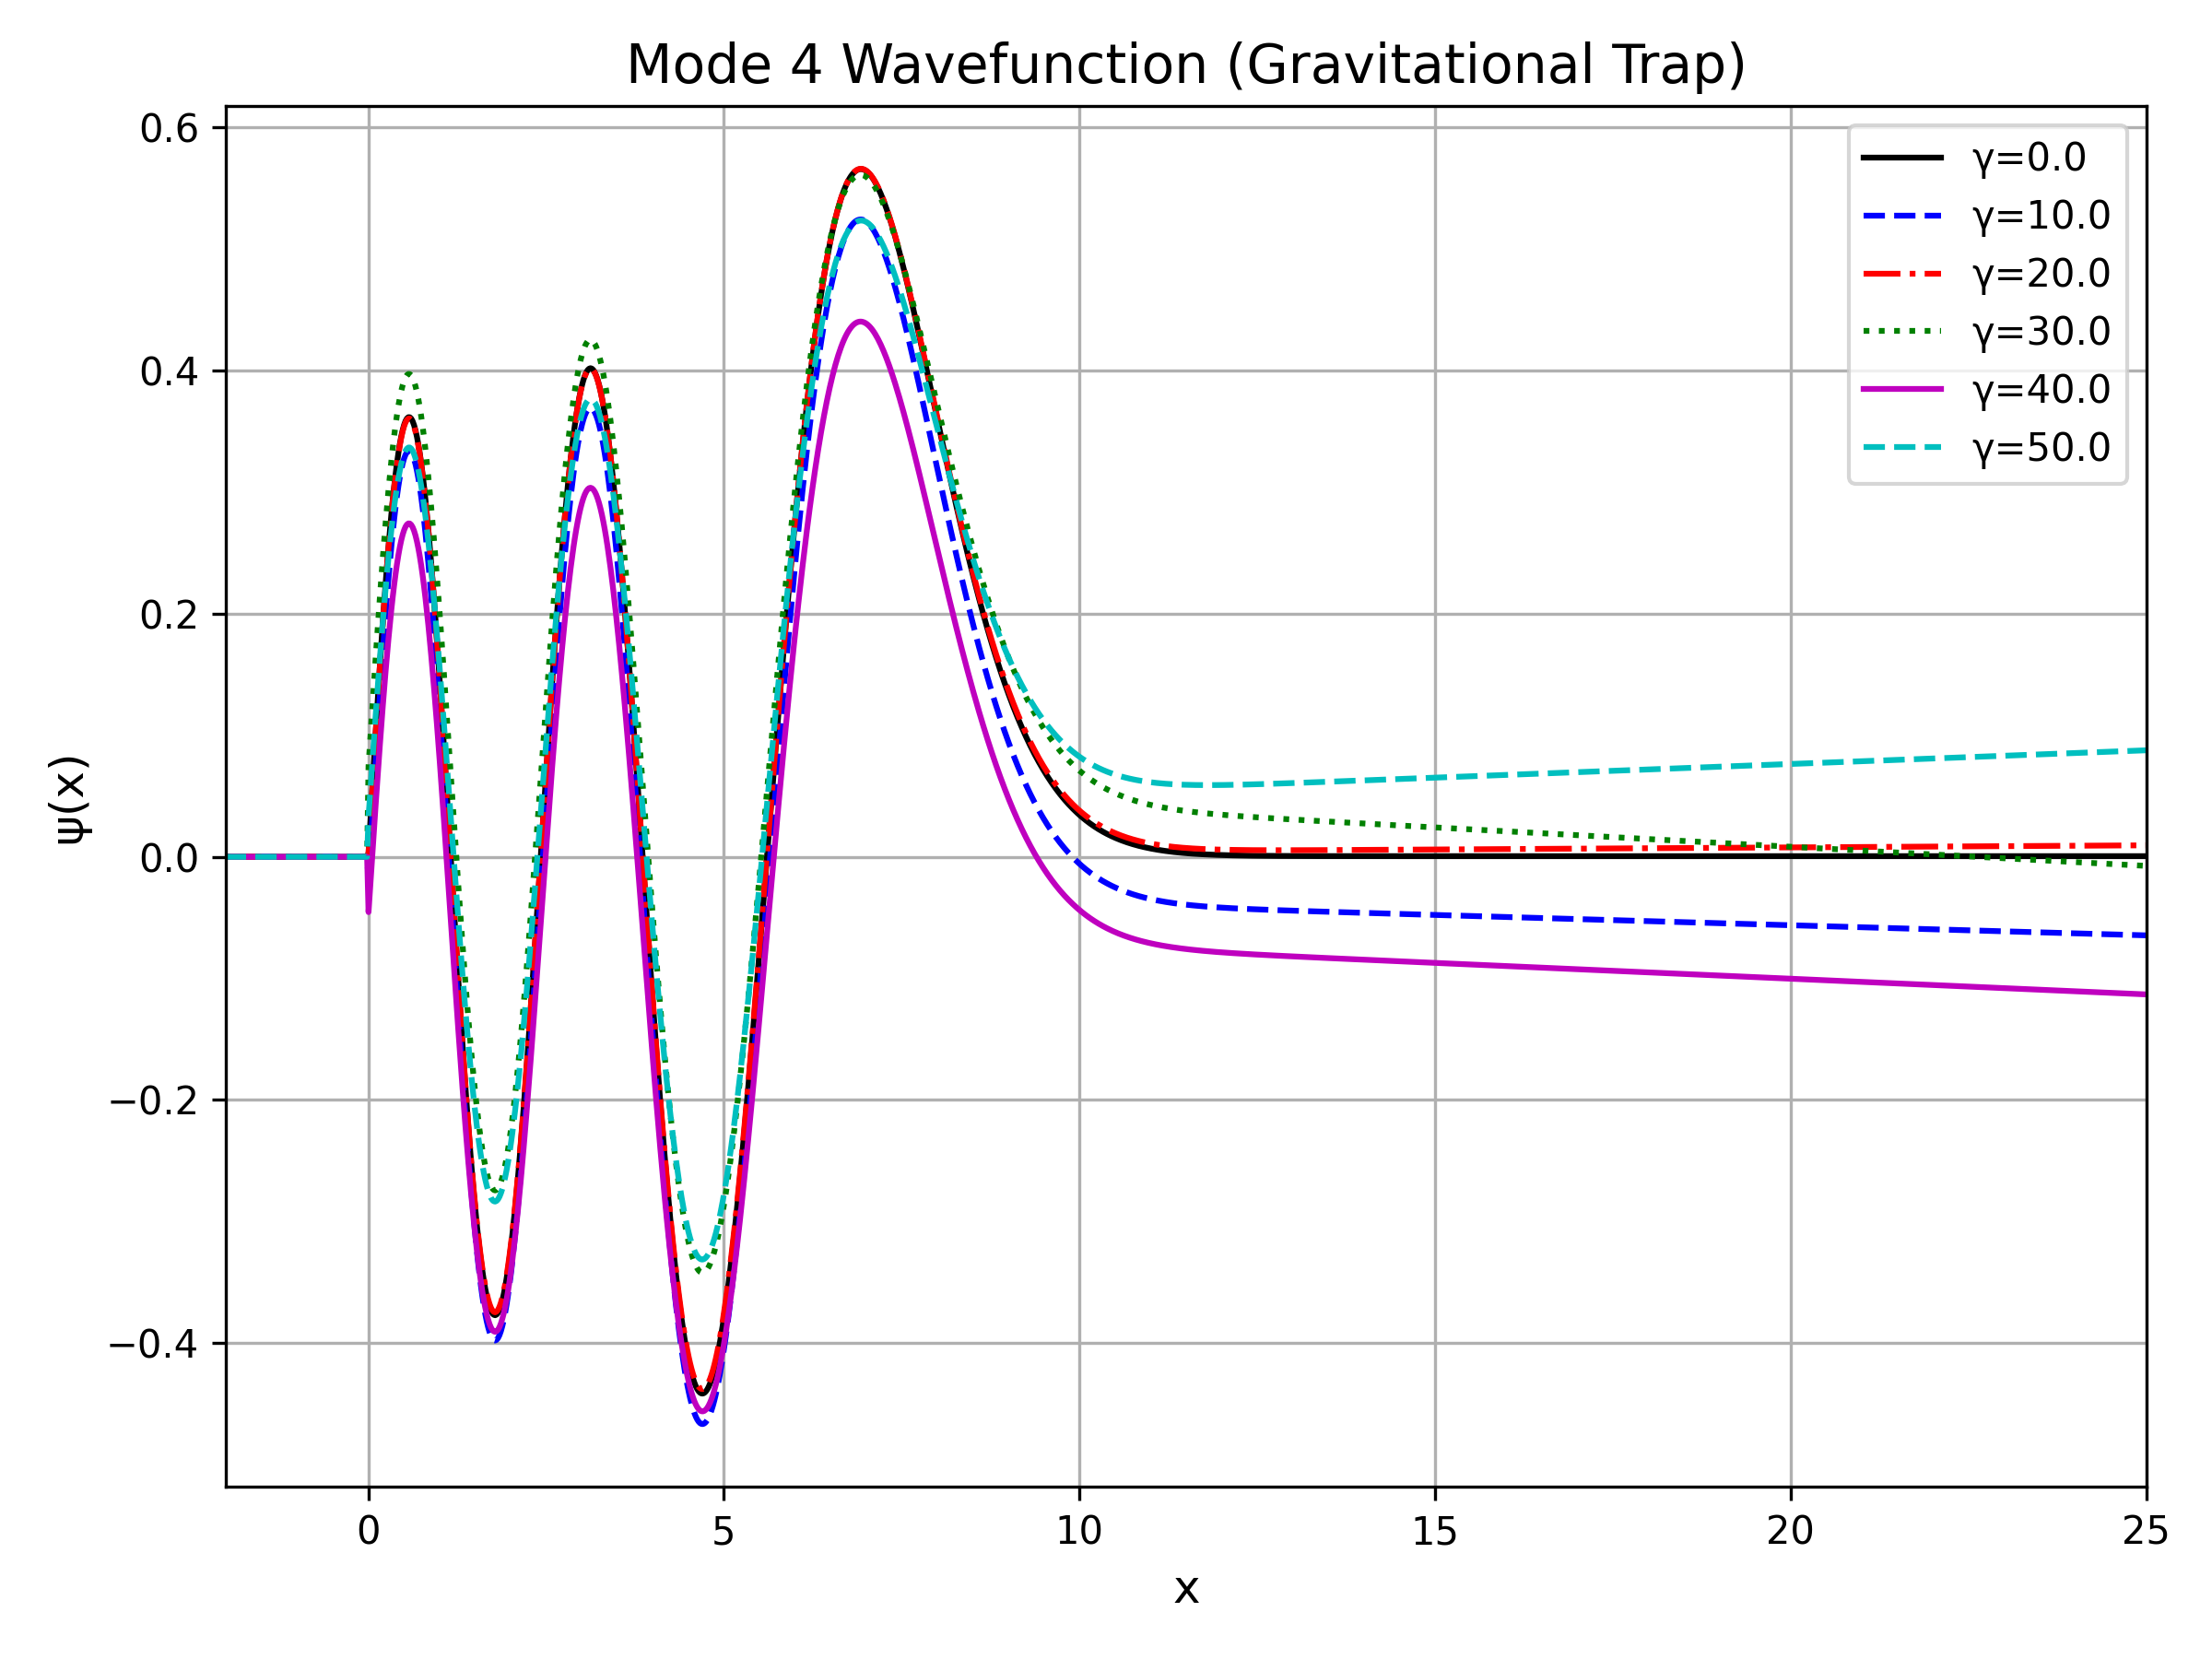 Mode 4 Wavefunction (Gravitational Trap)
0.6
0.4
0.2
0.0
−0.2
−0.4
ψ(x)
γ=0.0
γ=10.0
γ=20.0
γ=30.0
γ=40.0
γ=50.0
0 5 10 15 20 25
x